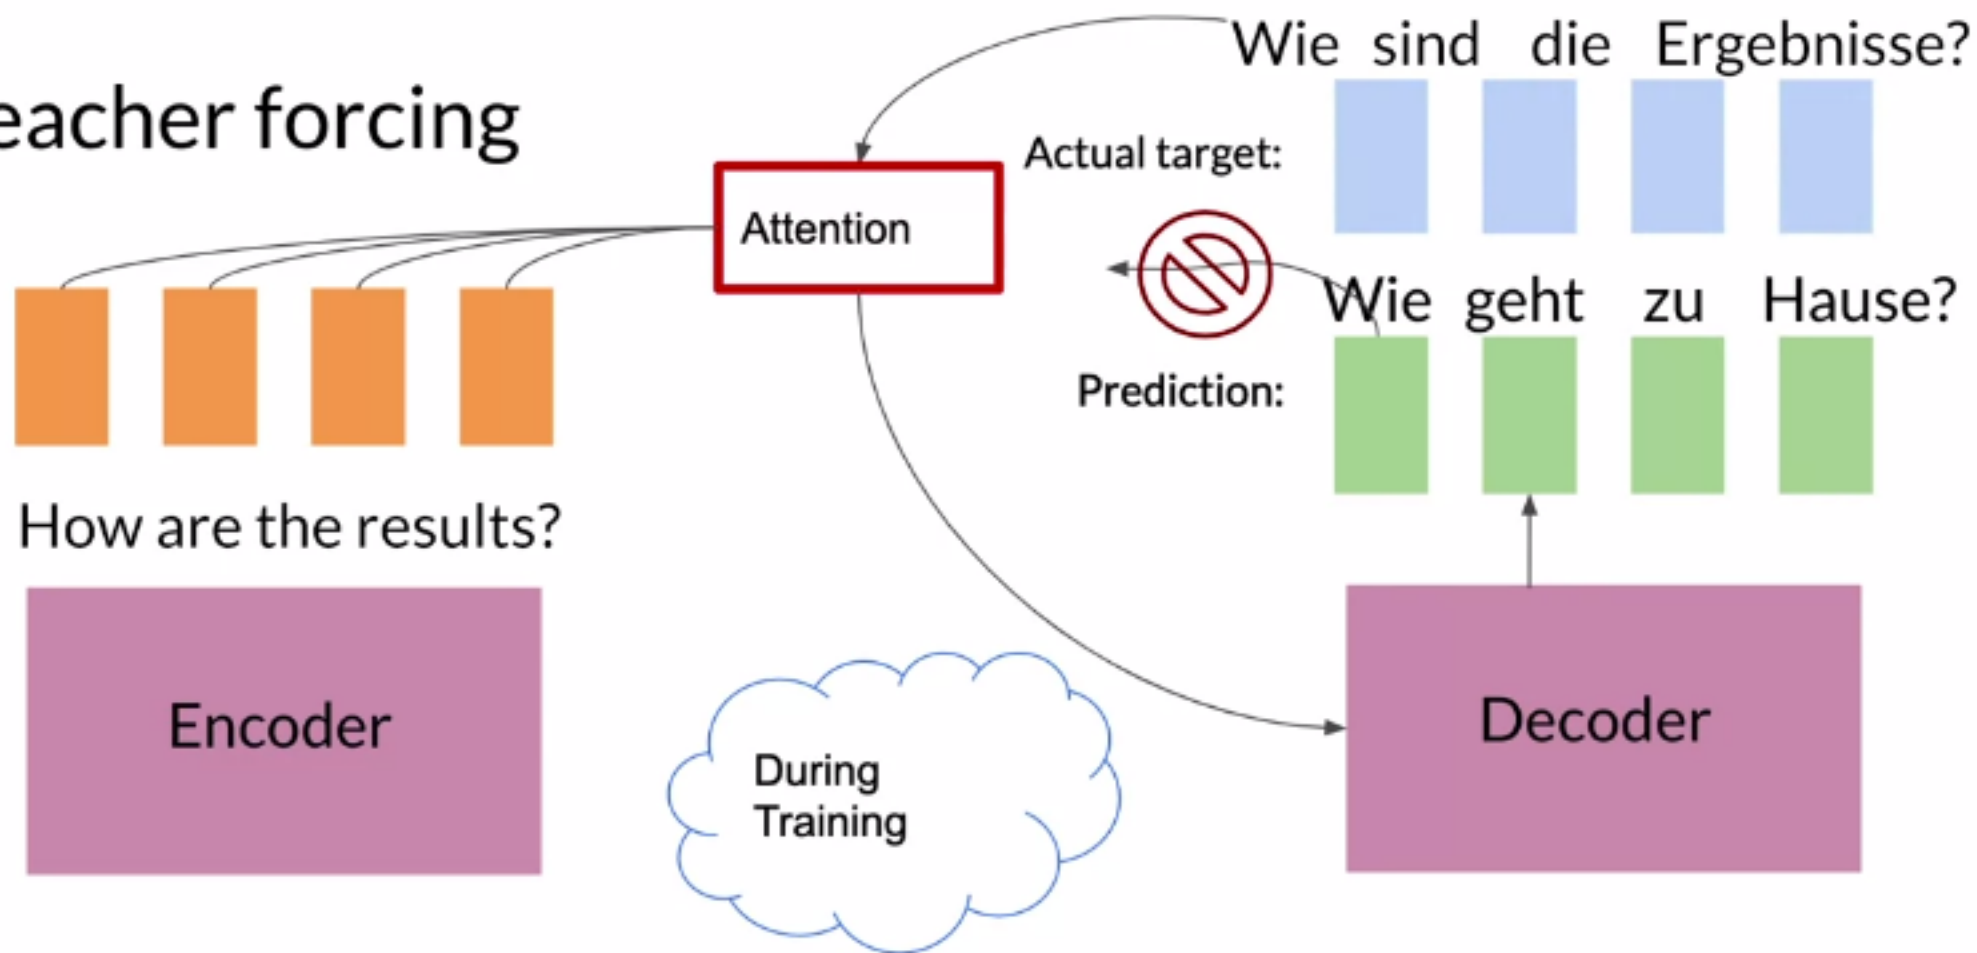 eacher forcing
Wie sind die Ergebnisse?
Actual target:
Attention
Wie geht zu Hause?
Prediction:
How are the results?
Encoder
During
Training
Decoder